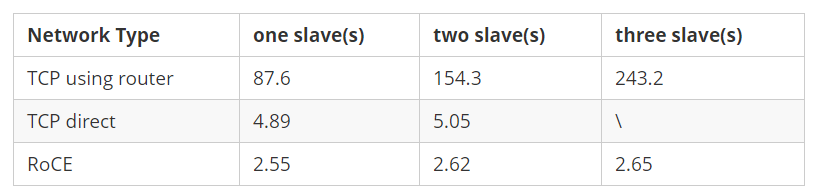 Network Type one slave(s) two slave(s) three slave(s)
TCP using router 87.6 154.3 243.2
TCP direct 4.89 5.05 \
RoCE 2.55 2.62 2.65